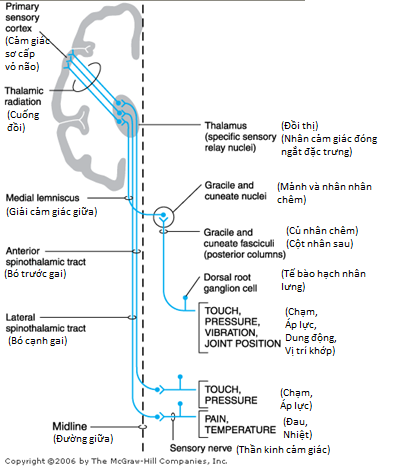 Primary
sensory
cortex
(Cảm giác
sơ cấp
vỏ não)
Thalamic
radiation
(Cuống
đồi)
Thalamus
(specific sensory
relay nuclei)
(Đồi thị)
(Nhân cảm giác đóng
ngắt đặc trưng)
Medial lemniscus
(Giải cảm giác giữa)
Gracile and
cuneate nuclei
(Mảnh và nhân nhân
chêm)
Gracile and
cuneate fasciculi
(posterior columns)
(Củ nhân chêm)
(Cột nhân sau)
Anterior
spinothalamic tract
(Bó trước gai)
Dorsal root
ganglion cell
(Tế bào hạch nhân
lưng)
TOUCH,
PRESSURE,
VIBRATION,
JOINT POSITION
(Chạm,
Áp lực,
Dung động,
Vị trí khớp)
Lateral
spinothalamic tract
(Bó cạnh gai)
TOUCH,
PRESSURE
(Chạm,
Áp lực)
PAIN,
TEMPERATURE
(Đau,
Nhiệt)
Midline
(Đường giữa)
Sensory nerve (Thần kinh cảm giác)
Copyright ©2006 by The McGraw-Hill Companies, Inc.